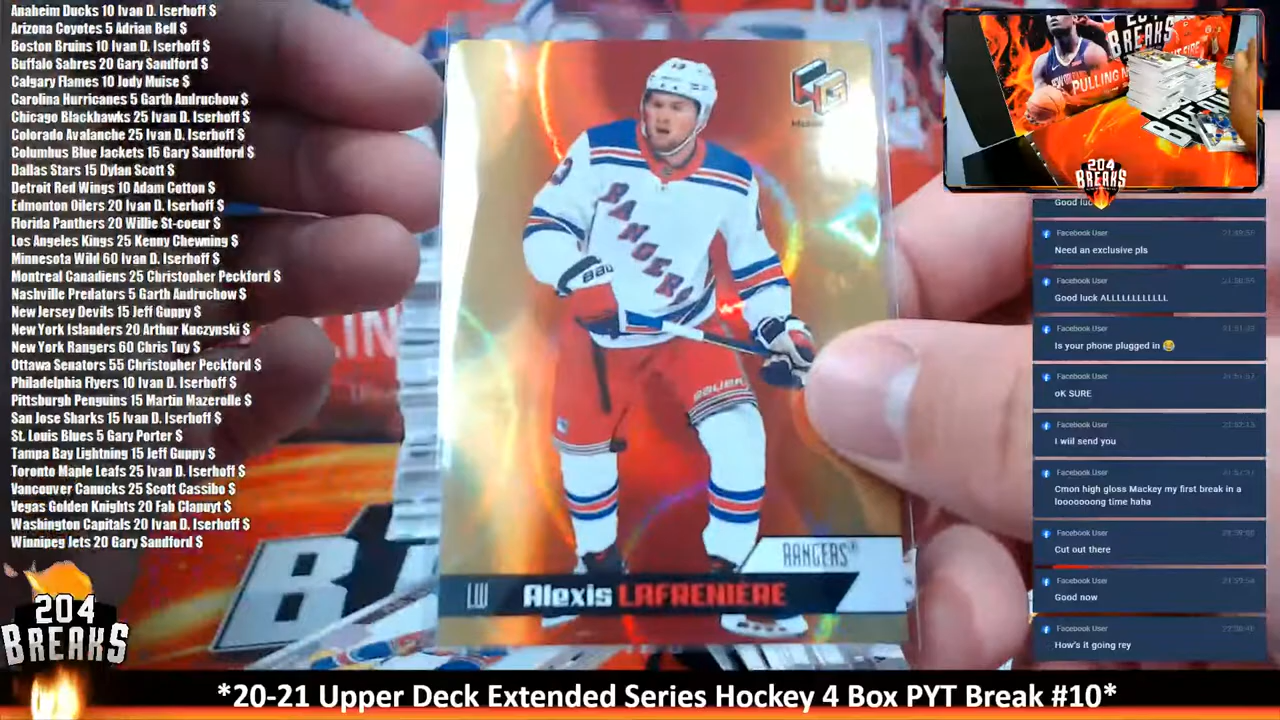 Anaheim Ducks 10 Ivan D. Iserhoff $
Arizona Coyotes 5 Adrian Bell $
Boston Bruins 10 Ivan D. Iserhoff $
Buffalo Sabres 20 Gary Sandford $
Calgary Flames 10 Jody Muise $
Carolina Hurricanes 5 Garth Andruchow $
Chicago Blackhawks 25 Ivan D. Iserhoff $
Colorado Avalanche 25 Ivan D. Iserhoff $
Columbus Blue Jackets 15 Gary Sandford $
Dallas Stars 15 Dylan Scott $
Detroit Red Wings 10 Adam Cotton $
Edmonton Oilers 20 Ivan D. Iserhoff $
Florida Panthers 20 Willie St-coeur $
Los Angeles Kings 25 Kenny Chewning $
Minnesota Wild 60 Ivan D. Iserhoff $
Montreal Canadiens 25 Christopher Peckford $
Nashville Predators 5 Garth Andruchow $
New Jersey Devils 15 Jeff Guppy $
New York Islanders 20 Arthur Kuczynski $
New York Rangers 60 Chris Tuy $
Ottawa Senators 55 Christopher Peckford $
Philadelphia Flyers 10 Ivan D. Iserhoff $
Pittsburgh Penguins 15 Martin Mazerolle $
San Jose Sharks 15 Ivan D. Iserhoff $
St. Louis Blues 5 Gary Porter $
Tampa Bay Lightning 15 Jeff Guppy $
Toronto Maple Leafs 25 Ivan D. Iserhoff $
Vancouver Canucks 25 Scott Cassibo $
Vegas Golden Knights 20 Fah Clapuyt $
Washington Capitals 20 Ivan D. Iserhoff $
Winnipeg Jets 20 Gary Sandford $
204
BREAKS
RANGERS
BAUER
RANGERS
LW Alexis LAFRENIÈRE
BREAKS
PULLING
204
BREAKS
Good luc
Facebook User
Need an exclusive pls
Facebook User
Good luck ALLLLLLLLLLL
Facebook User
Is your phone plugged in 😂
Facebook User
oK SURE
Facebook User
I wiil send you
Facebook User
Cmon high gloss Mackey my first break in a
looooooong time haha
Facebook User
Cut out there
Facebook User
Good now
Facebook User
How's it going rey
*20-21 Upper Deck Extended Series Hockey 4 Box PYT Break #10*